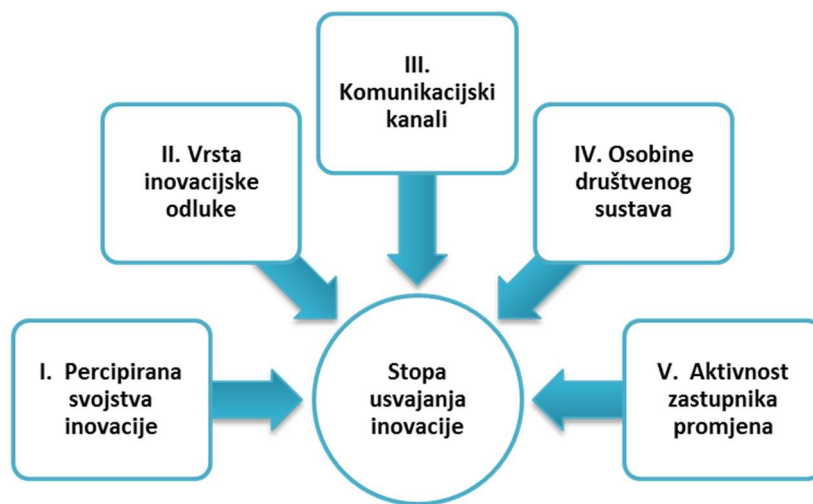 III.
Komunikacijski
kanali
II. Vrsta
inovacijske
odluke
IV. Osobine
društvenog
sustava
I. Percipirana
svojstva
inovacije
Stopa
usvajanja
inovacije
V. Aktivnost
zastupnika
promjena